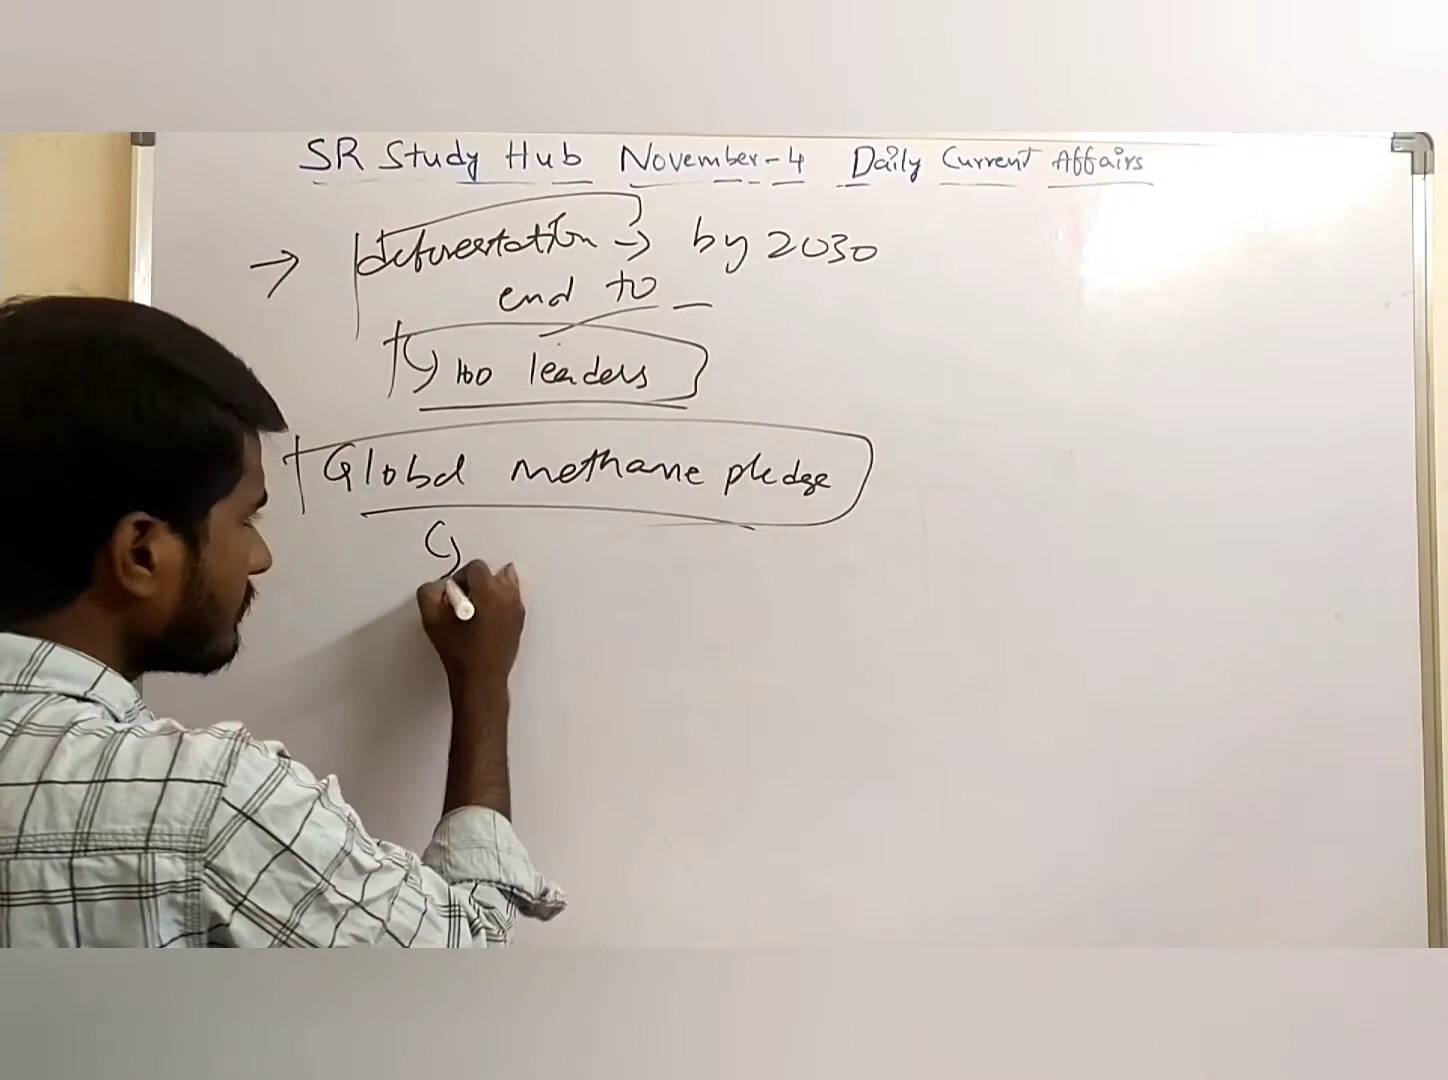 SR Study Hub November-4 Daily Current Affairs
→ deforestation → by 2030
end to _
100 leaders
Global methane pledge